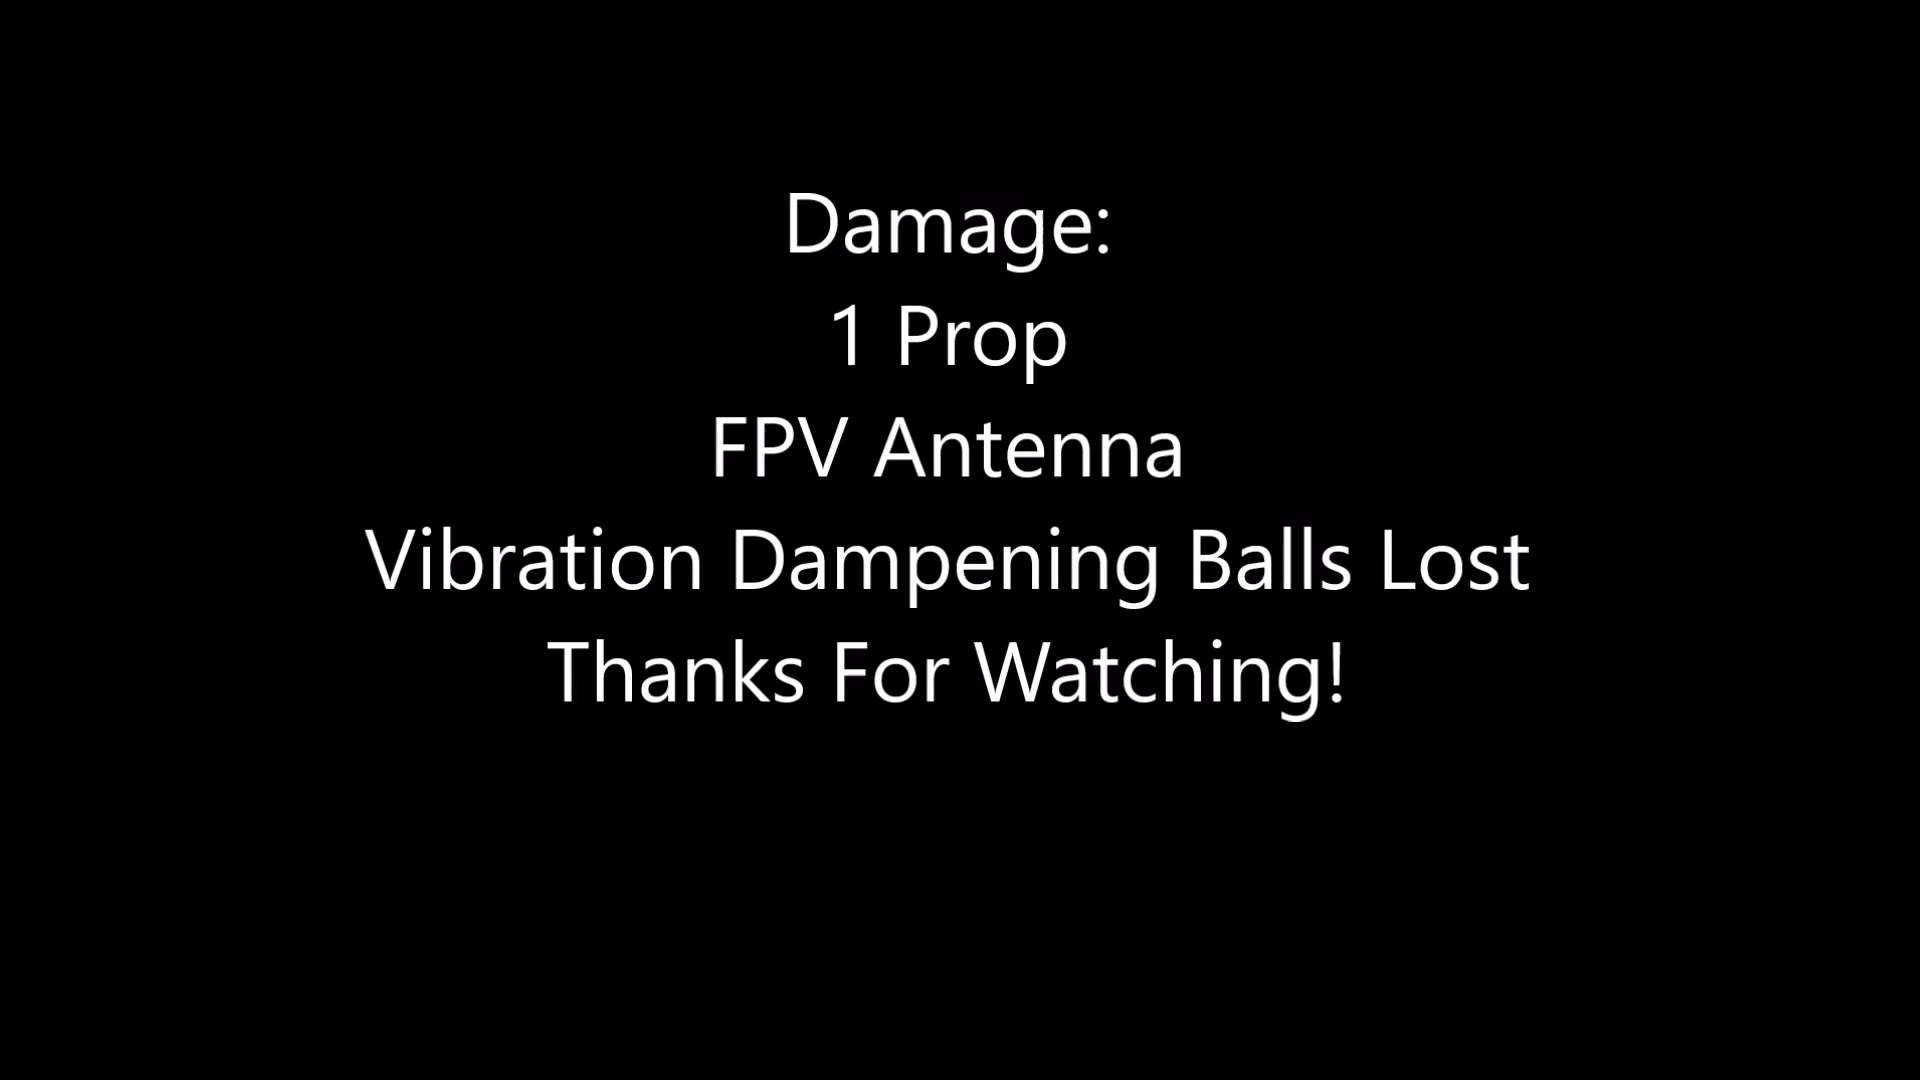 Damage:
1 Prop
FPV Antenna
Vibration Dampening Balls Lost
Thanks For Watching!